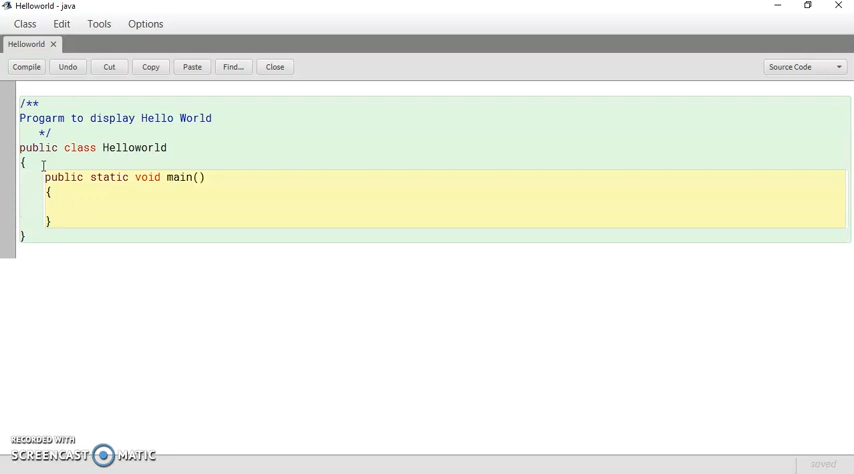 Helloworld - java
Class Edit Tools Options
Helloworld ×
Compile Undo Cut Copy Paste Find... Close Source Code
/**
Progarm to display Hello World
*/
public class Helloworld
{
public static void main()
{
}
}
RECORDED WITH
SCREENCAST MATIC
saved